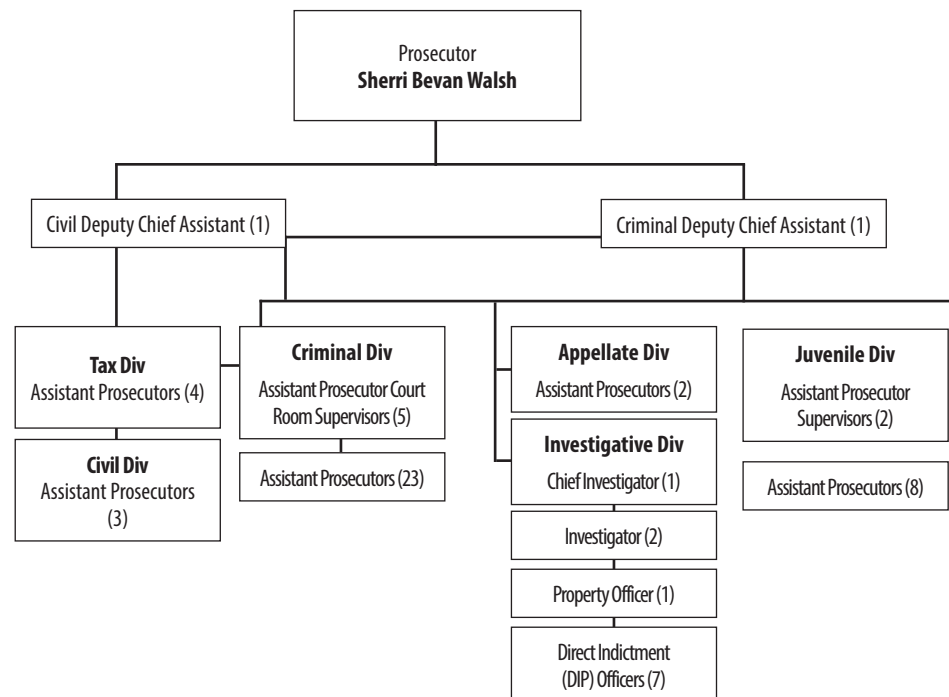 Prosecutor
Sherri Bevan Walsh
Civil Deputy Chief Assistant (1)
Criminal Deputy Chief Assistant (1)
Tax Div
Assistant Prosecutors (4)
Civil Div
Assistant Prosecutors
(3)
Criminal Div
Assistant Prosecutor Court
Room Supervisors (5)
Assistant Prosecutors (23)
Appellate Div
Assistant Prosecutors (2)
Investigative Div
Chief Investigator (1)
Investigator (2)
Property Officer (1)
Direct Indictment
(DIP) Officers (7)
Juvenile Div
Assistant Prosecutor
Supervisors (2)
Assistant Prosecutors (8)